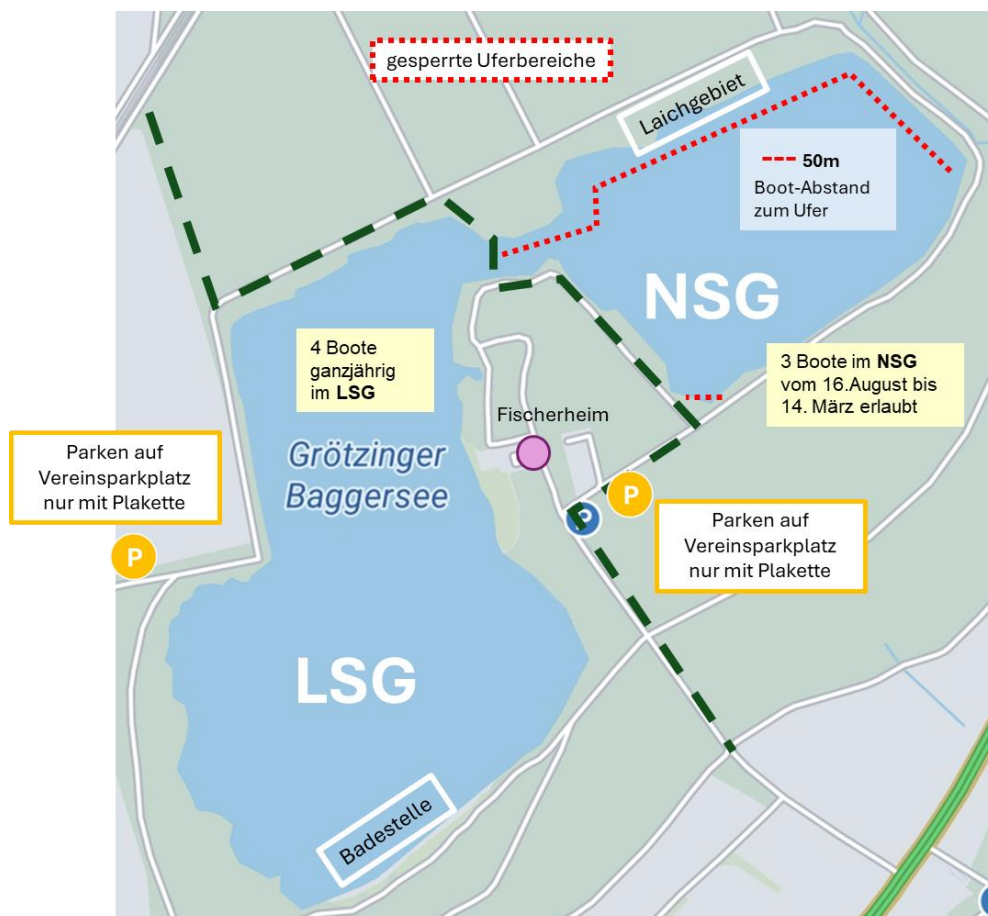 gesperrte Uferbereiche
Laichgebiet
50m
Boot-Abstand
zum Ufer
NSG
4 Boote
ganzjährig
im LSG
3 Boote im NSG
vom 16.August bis
14. März erlaubt
Fischerheim
Parken auf
Vereinsparkplatz
nur mit Plakette
Grötzinger
Baggersee
P
P
P
Parken auf
Vereinsparkplatz
nur mit Plakette
LSG
Badestelle